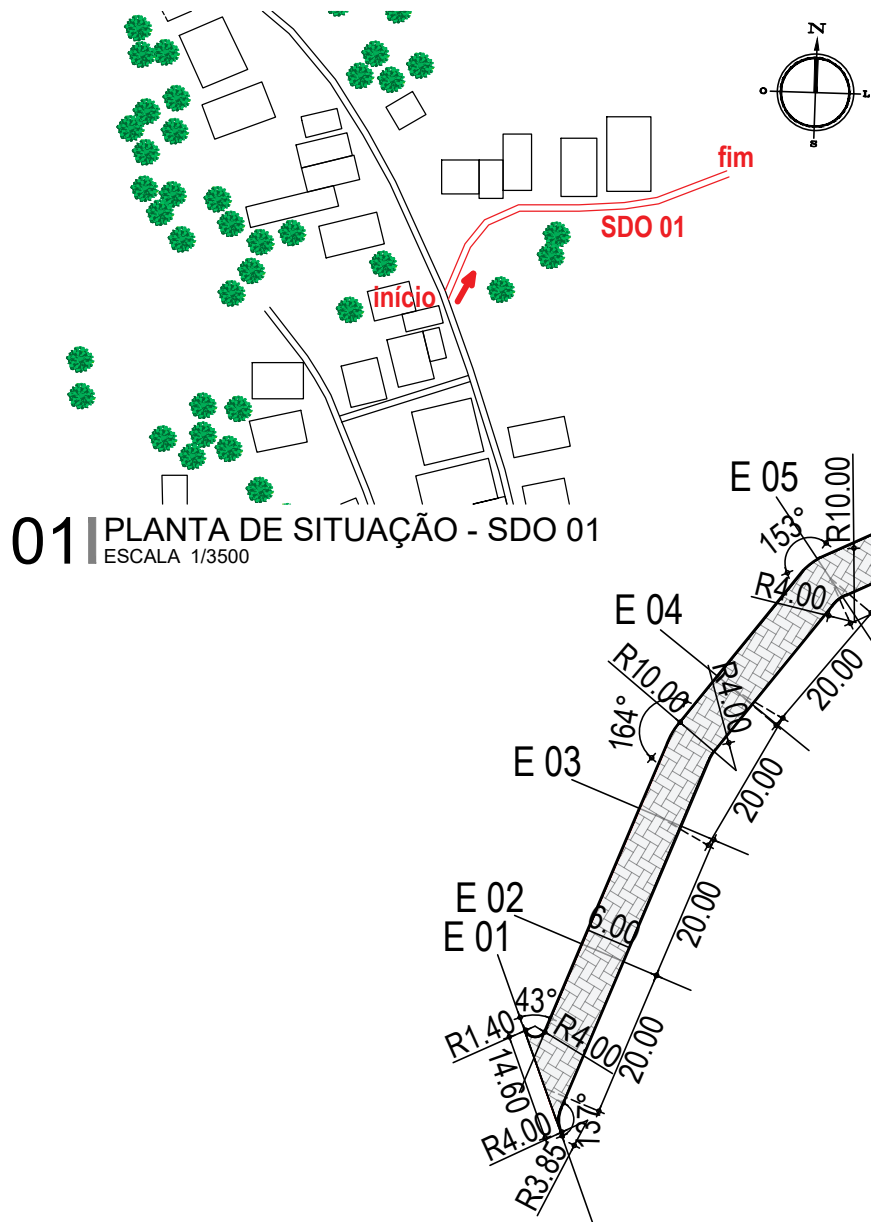 N
O
L
S
fim
SDO 01
início
01
PLANTA DE SITUAÇÃO - SDO 01
ESCALA 1/3500
E 05
R10.00
153°
R4.00
E 04
20.00
R10.00
R4.00
164°
E 03
20.00
E 02
6.00
20.00
E 01
43°
R1.40
R4.00
20.00
14.60
R4.00
137°
R3.85